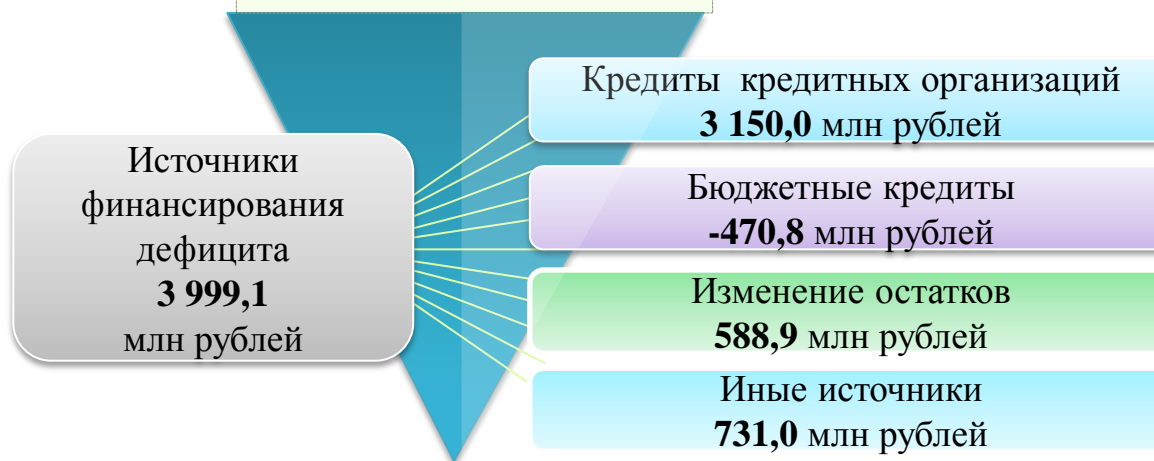 Источники
финансирования
дефицита
3 999,1
млн рублей
Кредиты кредитных организаций
3 150,0 млн рублей
Бюджетные кредиты
-470,8 млн рублей
Изменение остатков
588,9 млн рублей
Иные источники
731,0 млн рублей